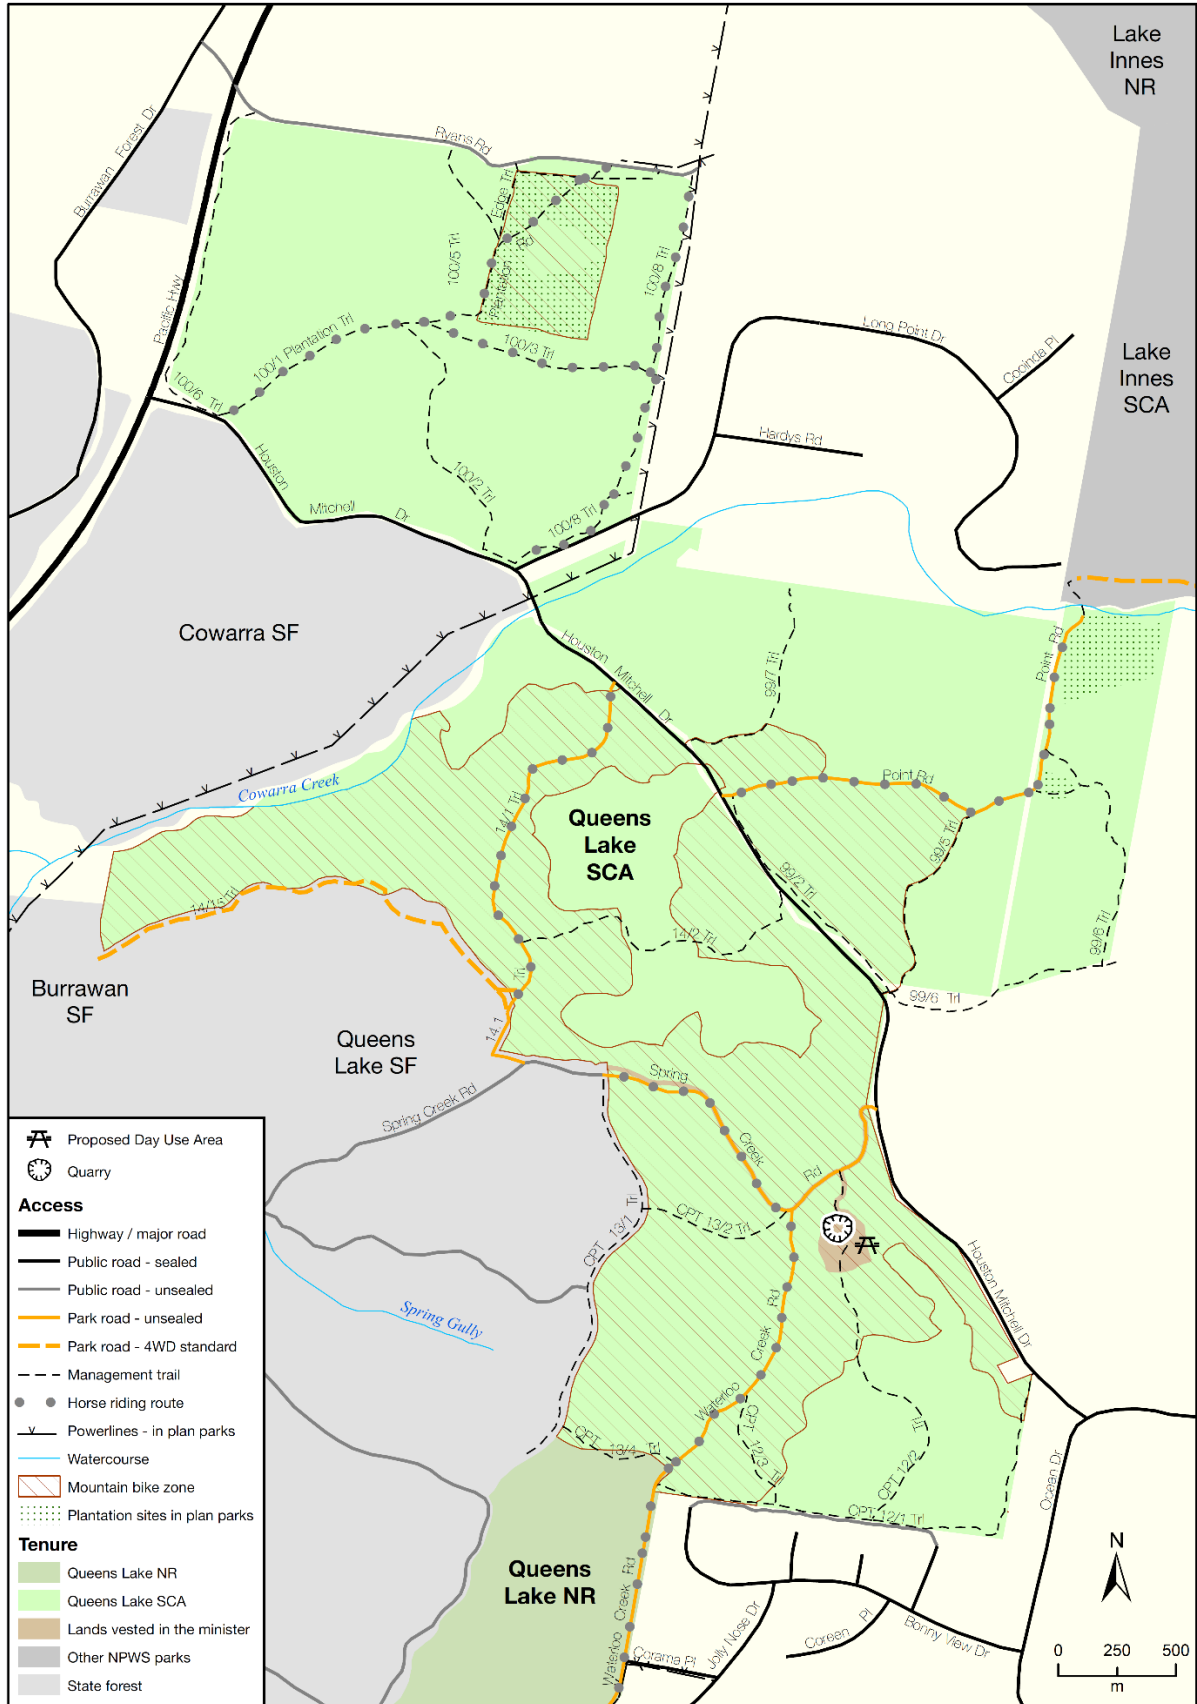 Lake
Innes
NR
Burrawan Forest Dr
Ryans Rd
Pacific Hwy
Edge Trl
100/5 Trl
Plantation
Rd
100/8 Trl
100/1 Plantation Trl
100/3 Trl
100/6 Trl
Long Point Dr
Cooinda Pl
Lake
Innes
SCA
Hardys Rd
Houston
Mitchell
Dr
100/2 Trl
100/8 Trl
Cowarra SF
Houston
Mitchell
Dr
99/7 Trl
Point Rd
Cowarra Creek
14/1 Trl
Point Rd
Queens
Lake
SCA
99/5 Trl
99/2 Trl
14/1s Trl
14/2 Trl
99/6 Trl
Burrawan
SF
99/6 Trl
Trl
14.1
Queens
Lake SF
Spring Creek Rd
Spring
Creek
Rd
CPT 13/1 Trl
CPT 13/2 Trl
Houston Mitchell Dr
Spring Gully
Waterloo
Creek
Rd
CPT
12/3 Trl
CPT 12/2
Trl
CPT
13/4
Trl
CPT 12/1 Trl
Ocean Dr
Queens
Lake NR
Waterloo Creek Rd
Corama Pl
Jolly Nose Dr
Coreen Pl
Bonny View Dr
N
0 250 500
m
Proposed Day Use Area
Quarry
Access
Highway / major road
Public road - sealed
Public road - unsealed
Park road - unsealed
Park road - 4WD standard
Management trail
Horse riding route
Powerlines - in plan parks
Watercourse
Mountain bike zone
Plantation sites in plan parks
Tenure
Queens Lake NR
Queens Lake SCA
Lands vested in the minister
Other NPWS parks
State forest